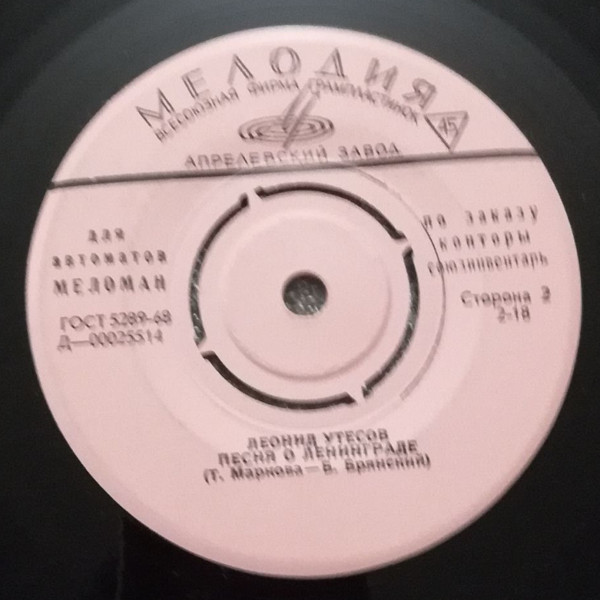 МЕЛОДИЯ
ВСЕСОЮЗНАЯ ФИРМА ГРАМПЛАСТИНОК
45
АПРЕЛЕВСКИЙ ЗАВОД
для
автоматов
МЕЛОМАН
ГОСТ 5289-68
Д—00025514
по заказу
конторы
союзинвентарь
Сторона 2
2-18
ЛЕОНИД УТЕСОВ
ПЕСНЯ О ЛЕНИНГРАДЕ
(Т. Маркова—В. Брянский)